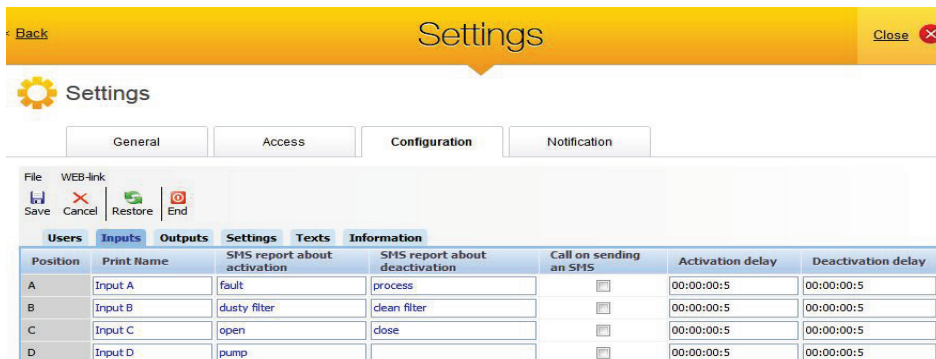 < Back
Settings
Close
Settings
General Access Configuration Notification
File WEB-link
Save Cancel Restore End
Users Inputs Outputs Settings Texts Information
Position Print Name SMS report about activation SMS report about deactivation Call on sending an SMS Activation delay Deactivation delay
A Input A fault process 00:00:00:5 00:00:00:5
B Input B dusty filter clean filter 00:00:00:5 00:00:00:5
C Input C open close 00:00:00:5 00:00:00:5
D Input D pump 00:00:00:5 00:00:00:5